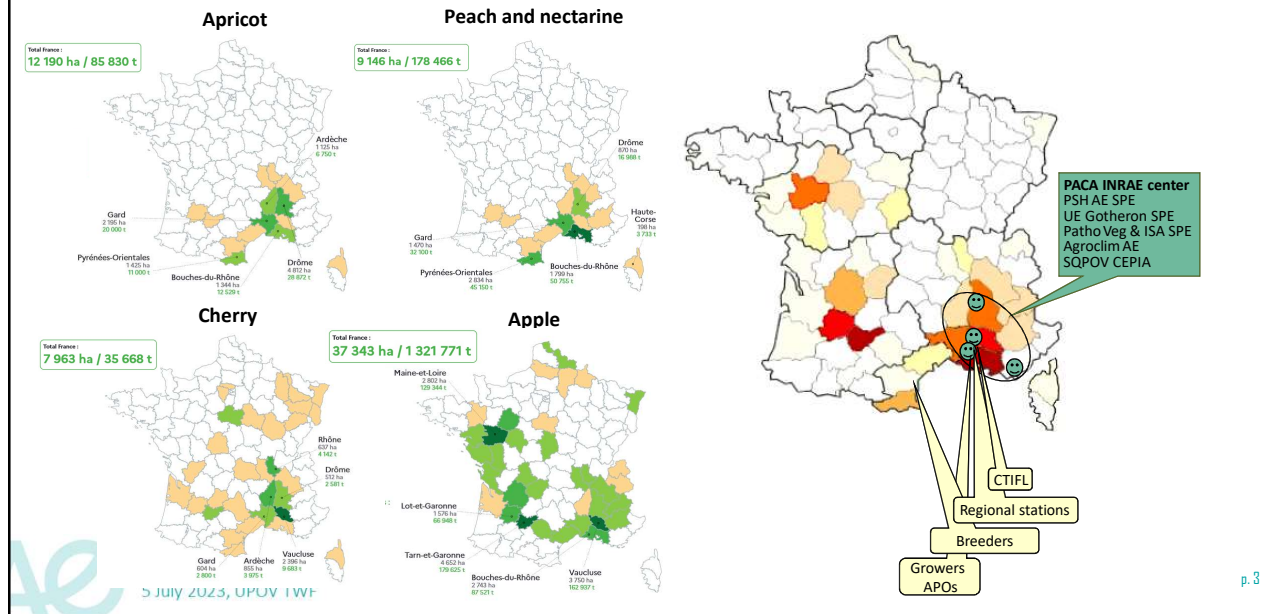 Apricot
Total France :
12 190 ha / 85 830 t
Ardèche
1 125 ha
6 750 t
Gard
2 195 ha
20 000 t
Pyrénées-Orientales
1 425 ha
11 000 t
Bouches-du-Rhône
1 344 ha
12 529 t
Drôme
4 812 ha
28 872 t
Peach and nectarine
Total France :
9 146 ha / 178 466 t
Drôme
870 ha
16 988 t
Haute-
Corse
198 ha
3 733 t
Gard
1 470 ha
32 100 t
Pyrénées-Orientales
2 834 ha
45 150 t
Bouches-du-Rhône
1 799 ha
50 755 t
Cherry
Total France :
7 963 ha / 35 668 t
Rhône
637 ha
4 142 t
Drôme
512 ha
2 581 t
Gard
604 ha
2 800 t
Ardèche
855 ha
3 975 t
Vaucluse
2 396 ha
9 683 t
Apple
Total France :
37 343 ha / 1 321 771 t
Maine-et-Loire
2 802 ha
129 344 t
Lot-et-Garonne
1 576 ha
66 948 t
Tarn-et-Garonne
4 652 ha
179 625 t
Bouches-du-Rhône
2 743 ha
87 521 t
Vaucluse
3 750 ha
162 937 t
PACA INRAE center
PSH AE SPE
UE Gotheron SPE
Patho Veg & ISA SPE
Agroclim AE
SQPOV CEPIA
CTIFL
Regional stations
Breeders
Growers
APOs
5 July 2023, UPOV TWF
p. 3